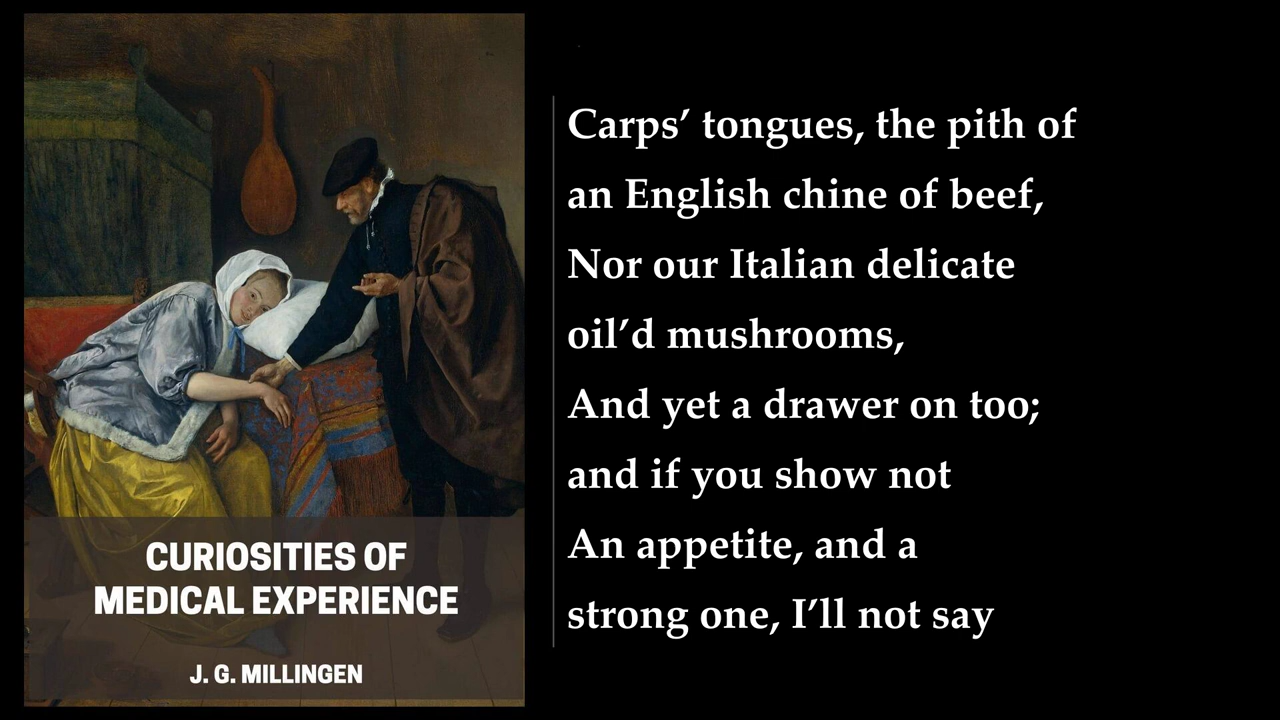 CURIOSITIES OF
MEDICAL EXPERIENCE
J. G. MILLINGEN
Carps’ tongues, the pith of
an English chine of beef,
Nor our Italian delicate
oil’d mushrooms,
And yet a drawer on too;
and if you show not
An appetite, and a
strong one, I’ll not say